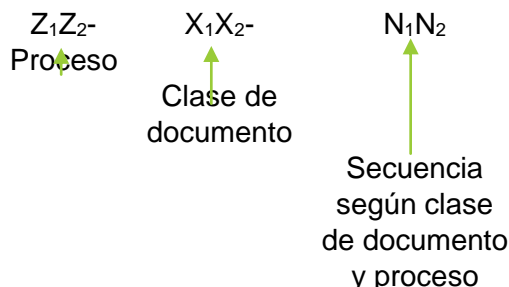 Z₁Z₂- X₁X₂- N₁N₂
Proceso
Clase de
documento
Secuencia
según clase
de documento
y proceso